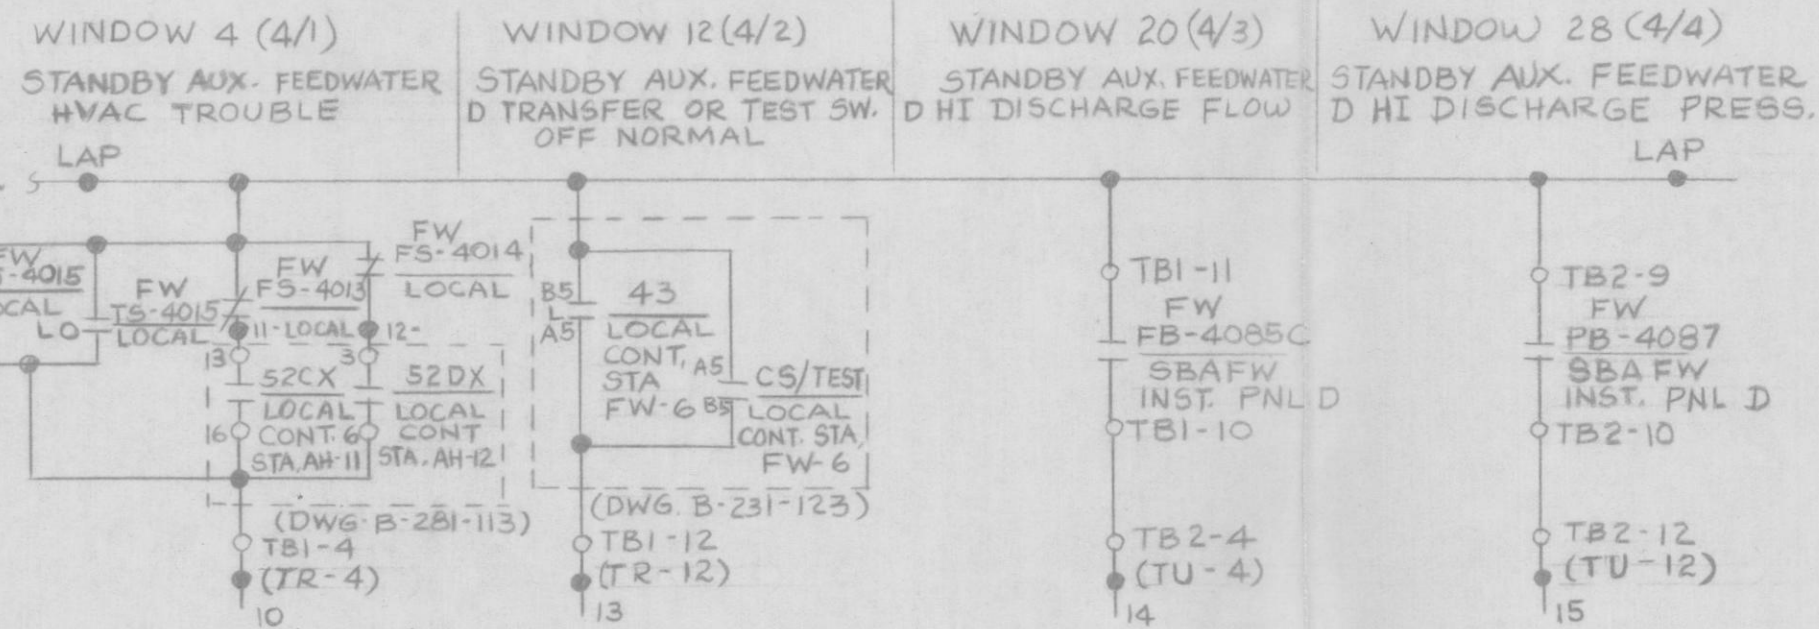 WINDOW 4 (4/1)
STANDBY AUX. FEEDWATER
HVAC TROUBLE
LAP
WINDOW 12 (4/2)
STANDBY AUX. FEEDWATER
D TRANSFER OR TEST SW.
OFF NORMAL
WINDOW 20 (4/3)
STANDBY AUX. FEEDWATER
D HI DISCHARGE FLOW
WINDOW 28 (4/4)
STANDBY AUX. FEEDWATER
D HI DISCHARGE PRESS.
LAP
FW
-4015
OCAL
LO
FW
TS-4015
LOCAL
FW
FS-4013
11-LOCAL
FW
FS-4014
LOCAL
12-
13
52CX
LOCAL
CONT.
STA, AH-11
16
3
52DX
LOCAL
CONT
STA. AH-12
6
(DWG. B-281-113)
TB1-4
(TR-4)
10
B5
L
A5
43
LOCAL
CONT.
STA
FW-6
A5
B5
CS/TEST
LOCAL
CONT. STA,
FW-6
(DWG. B-231-123)
TB1-12
(TR-12)
13
TB1-11
FW
FB-4085C
SBAFW
INST. PNL D
TB1-10
TB2-4
(TU-4)
14
TB2-9
FW
PB-4087
SBAFW
INST. PNL D
TB2-10
TB2-12
(TU-12)
15